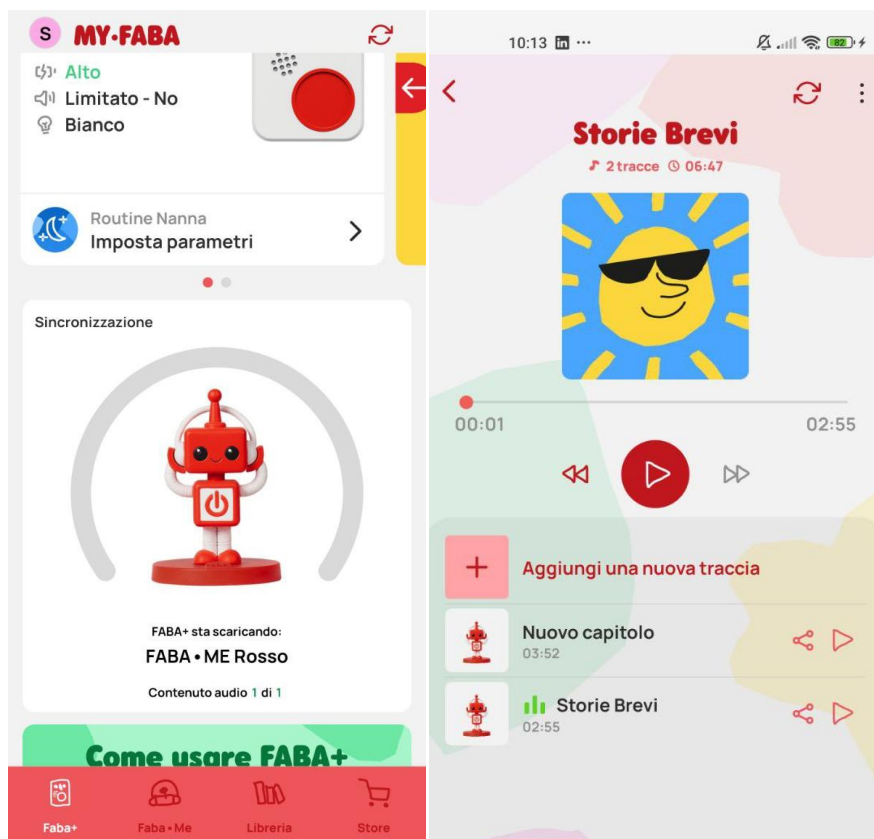 S MY•FABA
Alto
Limitato - No
Bianco
Routine Nanna
Imposta parametri
Sincronizzazione
FABA+ sta scaricando:
FABA • ME Rosso
Contenuto audio 1 di 1
Come usare FABA+
Faba+ Faba•Me Libreria Store
10:13 82
Storie Brevi
2 tracce 06:47
00:01 02:55
Aggiungi una nuova traccia
Nuovo capitolo
03:52
Storie Brevi
02:55